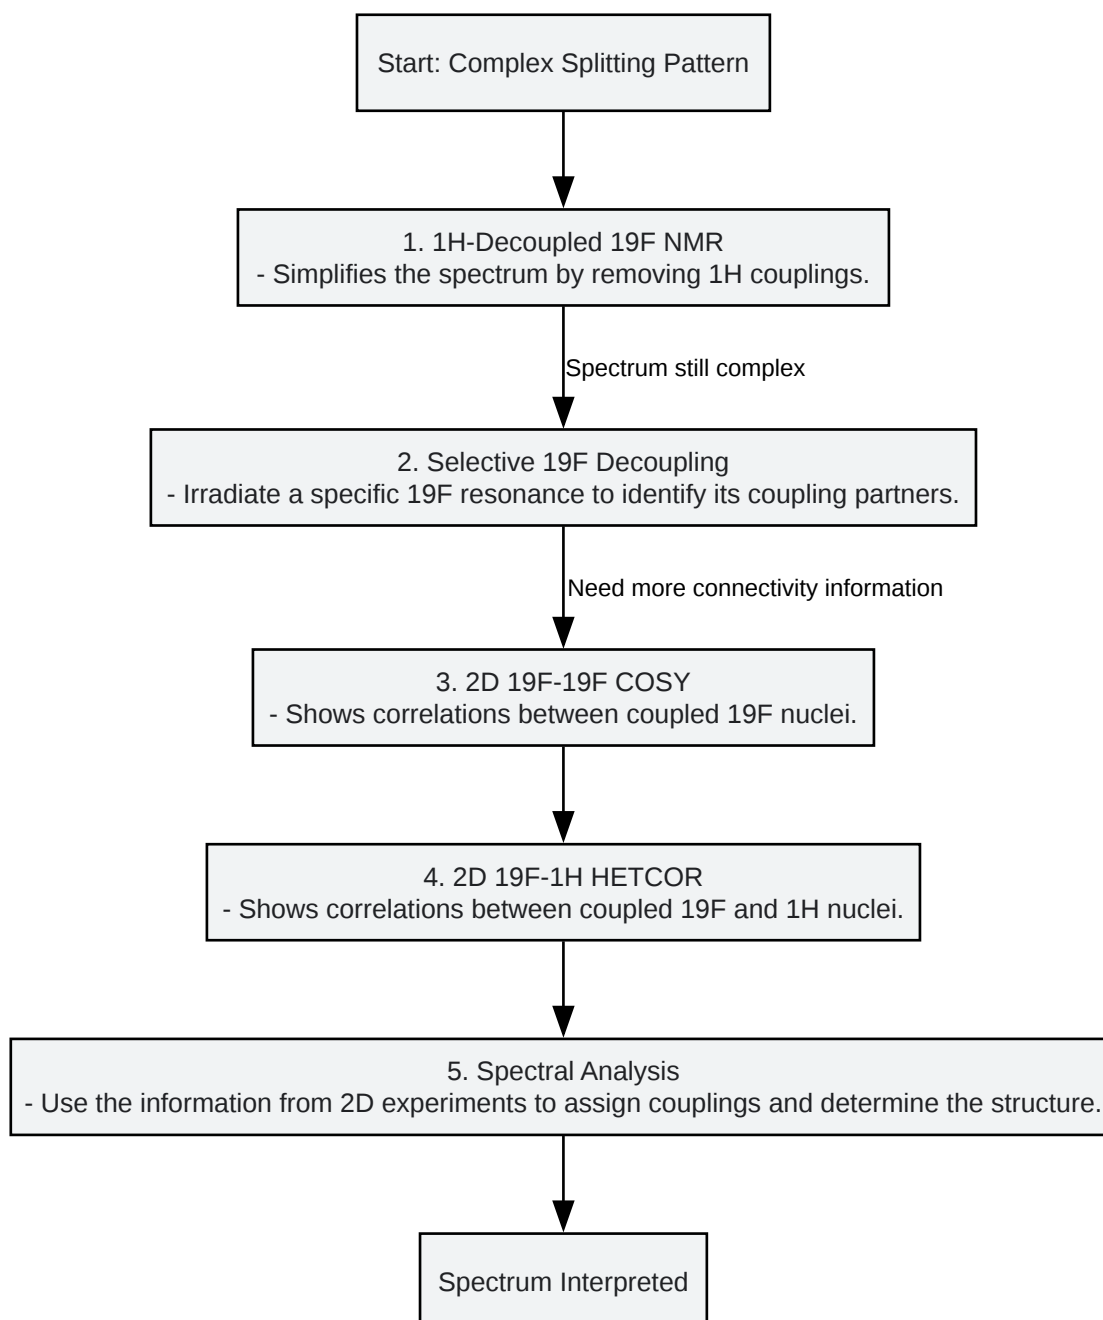 Start: Complex Splitting Pattern
1. 1H-Decoupled 19F NMR
- Simplifies the spectrum by removing 1H couplings.
Spectrum still complex
2. Selective 19F Decoupling
- Irradiate a specific 19F resonance to identify its coupling partners.
Need more connectivity information
3. 2D 19F-19F COSY
- Shows correlations between coupled 19F nuclei.
4. 2D 19F-1H HETCOR
- Shows correlations between coupled 19F and 1H nuclei.
5. Spectral Analysis
- Use the information from 2D experiments to assign couplings and determine the structure.
Spectrum Interpreted